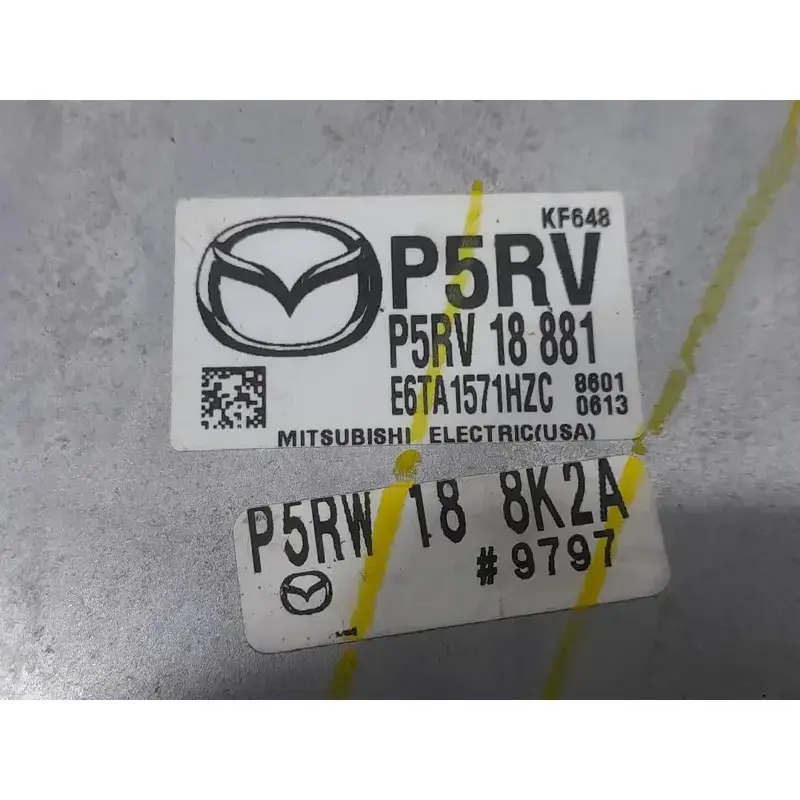 KF648
P5RV
P5RV 18 881
E6TA1571HZC 8601
0613
MITSUBISHI ELECTRIC(USA)
P5RW 18 8K2A
#9797